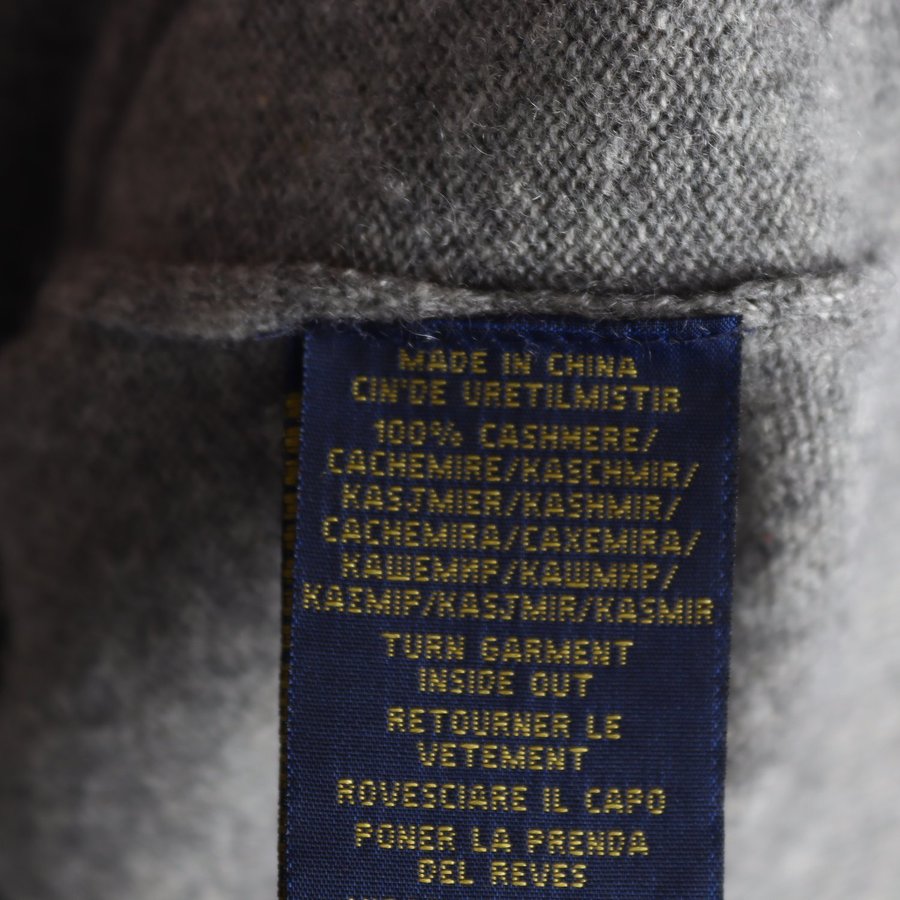 MADE IN CHINA
CIN'DE URETILMISTIR
100% CASHMERE/
CACHEMIRE/KASCHMIR/
KASJMIER/KASHMIR/
CACHEMIRA/CAXEMIRA/
КАШЕМИР/КАШМИР/
KAEMIP/KASJMIR/KASMIR
TURN GARMENT
INSIDE OUT
RETOURNER LE
VETEMENT
ROVESCIARE IL CAPO
PONER LA PRENDA
DEL REVES